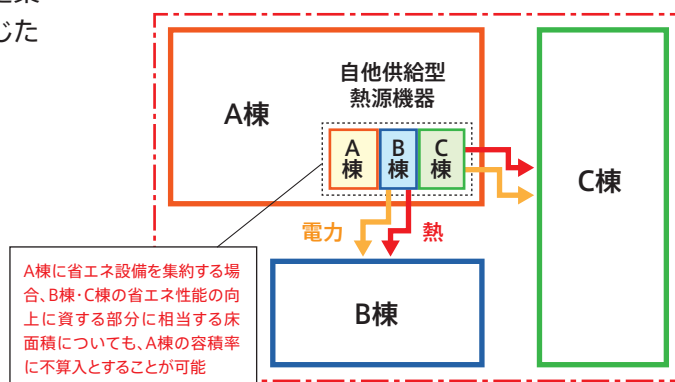 じた
自他供給型
熱源機器
A棟
A
棟
B
棟
C
棟
C棟
電力
熱
A棟に省エネ設備を集約する場
合、B棟・C棟の省エネ性能の向
上に資する部分に相当する床
面積についても、A棟の容積率
に不算入とすることが可能
B棟